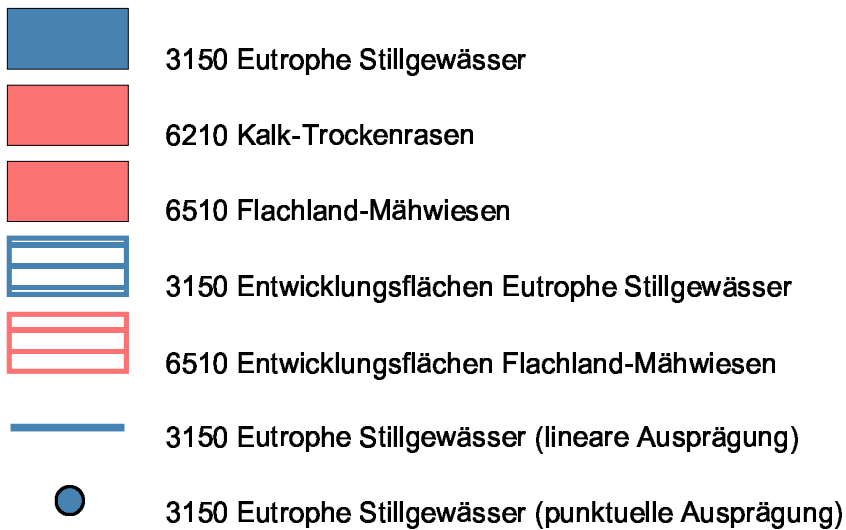 3150 Eutrophe Stillgewässer
6210 Kalk-Trockenrasen
6510 Flachland-Mähwiesen
3150 Entwicklungsflächen Eutrophe Stillgewässer
6510 Entwicklungsflächen Flachland-Mähwiesen
3150 Eutrophe Stillgewässer (lineare Ausprägung)
3150 Eutrophe Stillgewässer (punktuelle Ausprägung)